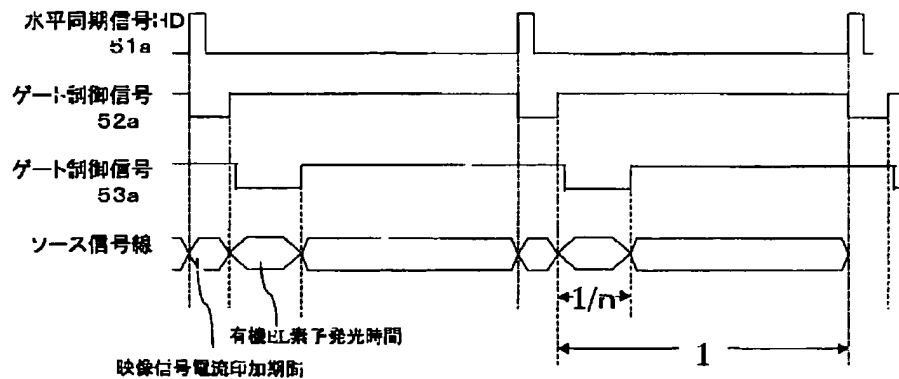 水平同期信号HD
51a
ゲート制御信号
52a
ゲート制御信号
53a
ソース信号線
1/n
有機EL素子発光時間
1
映像信号電流印加期間